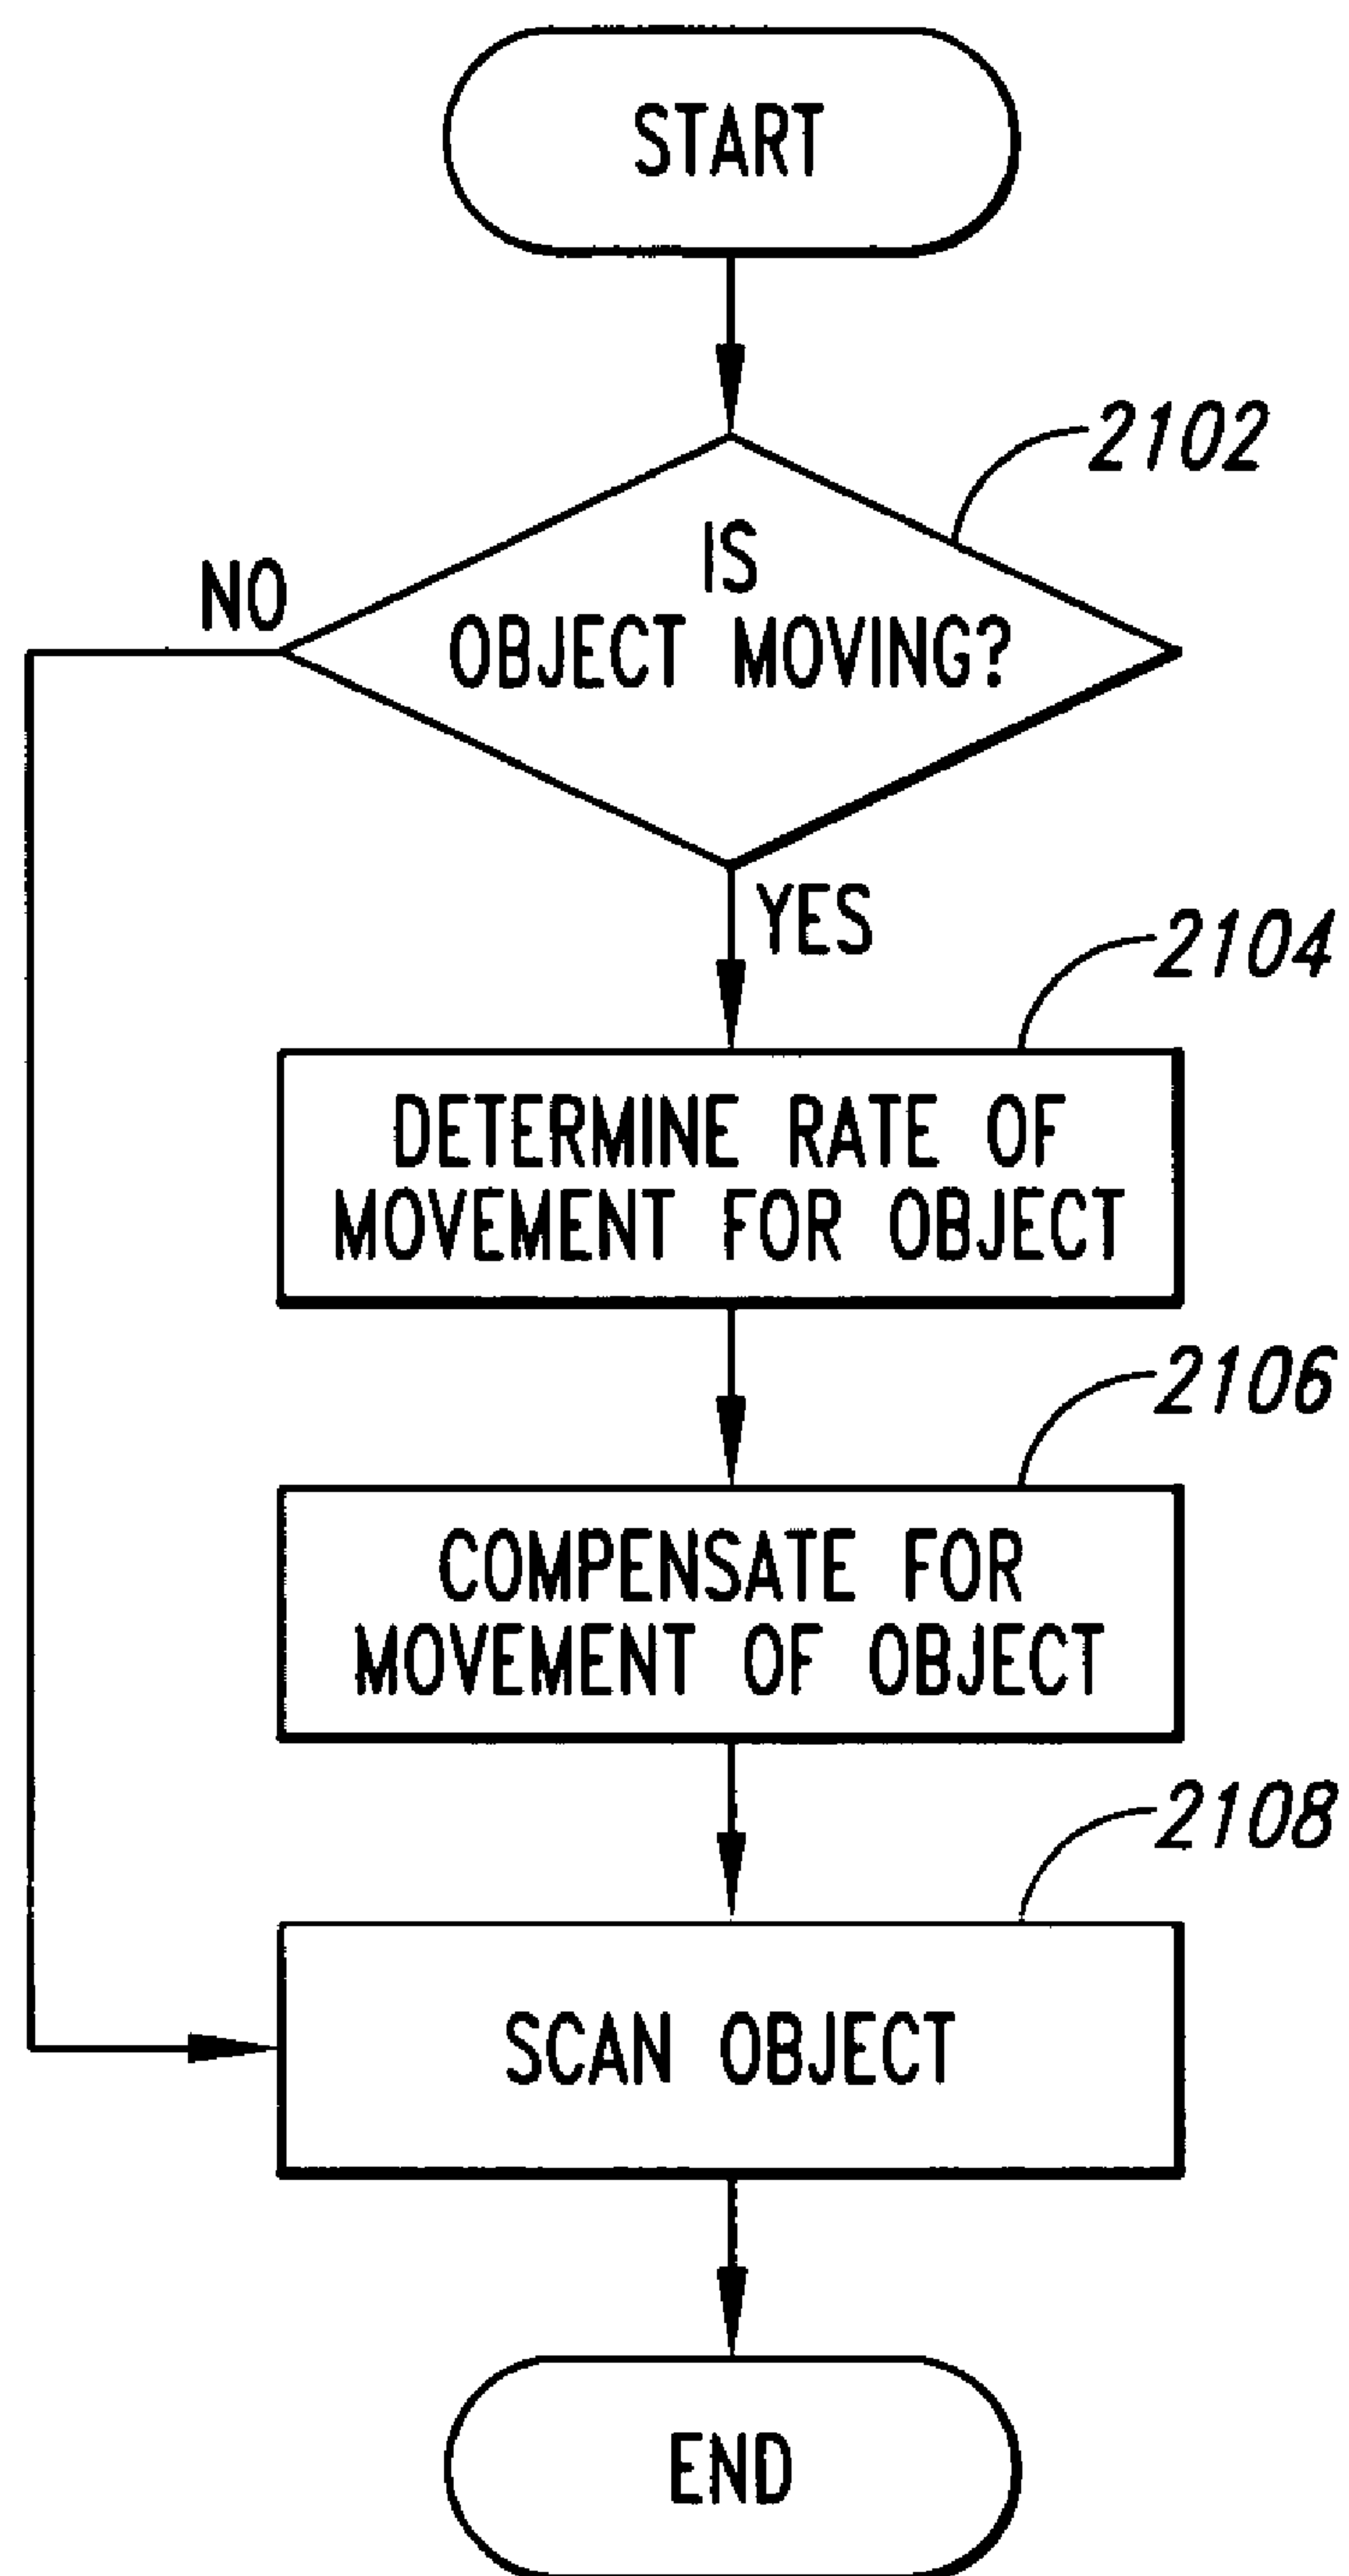 START
2102
IS
OBJECT MOVING?
NO
YES
2104
DETERMINE RATE OF
MOVEMENT FOR OBJECT
2106
COMPENSATE FOR
MOVEMENT OF OBJECT
2108
SCAN OBJECT
END